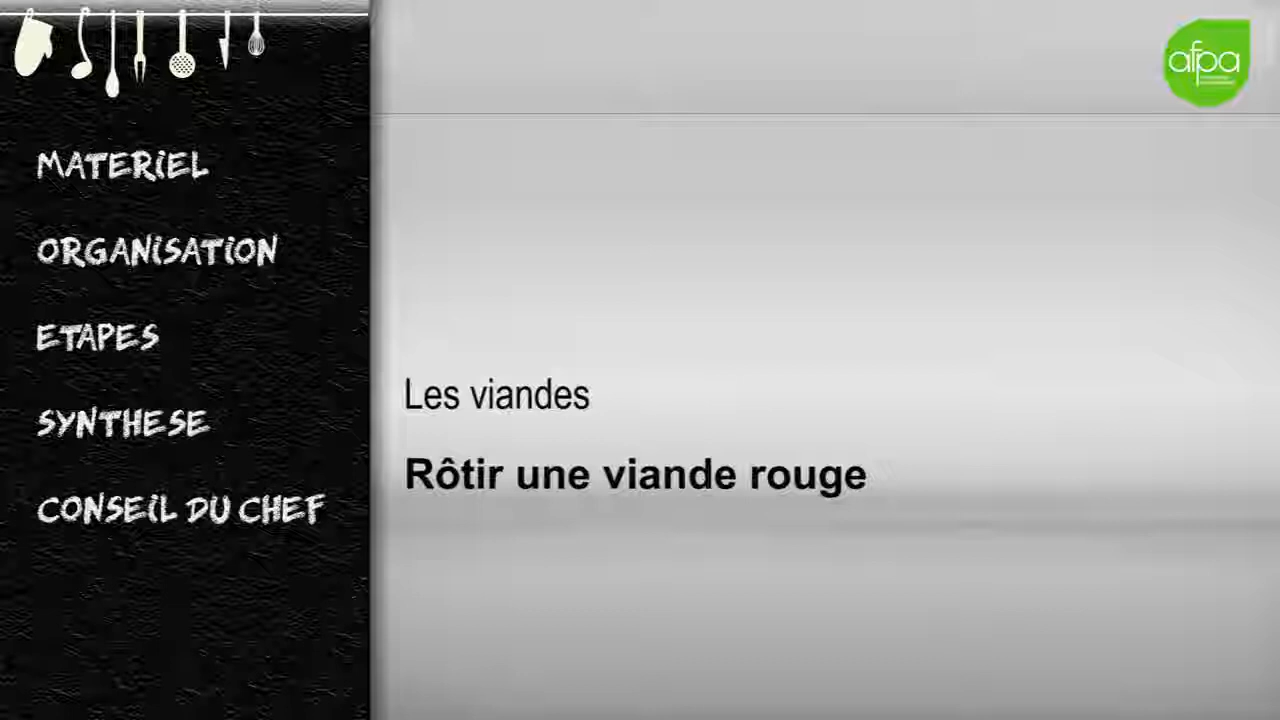 MATERIEL
ORGANISATION
ETAPES
SYNTHESE
CONSEIL DU CHEF
afpa
Les viandes
Rôtir une viande rouge